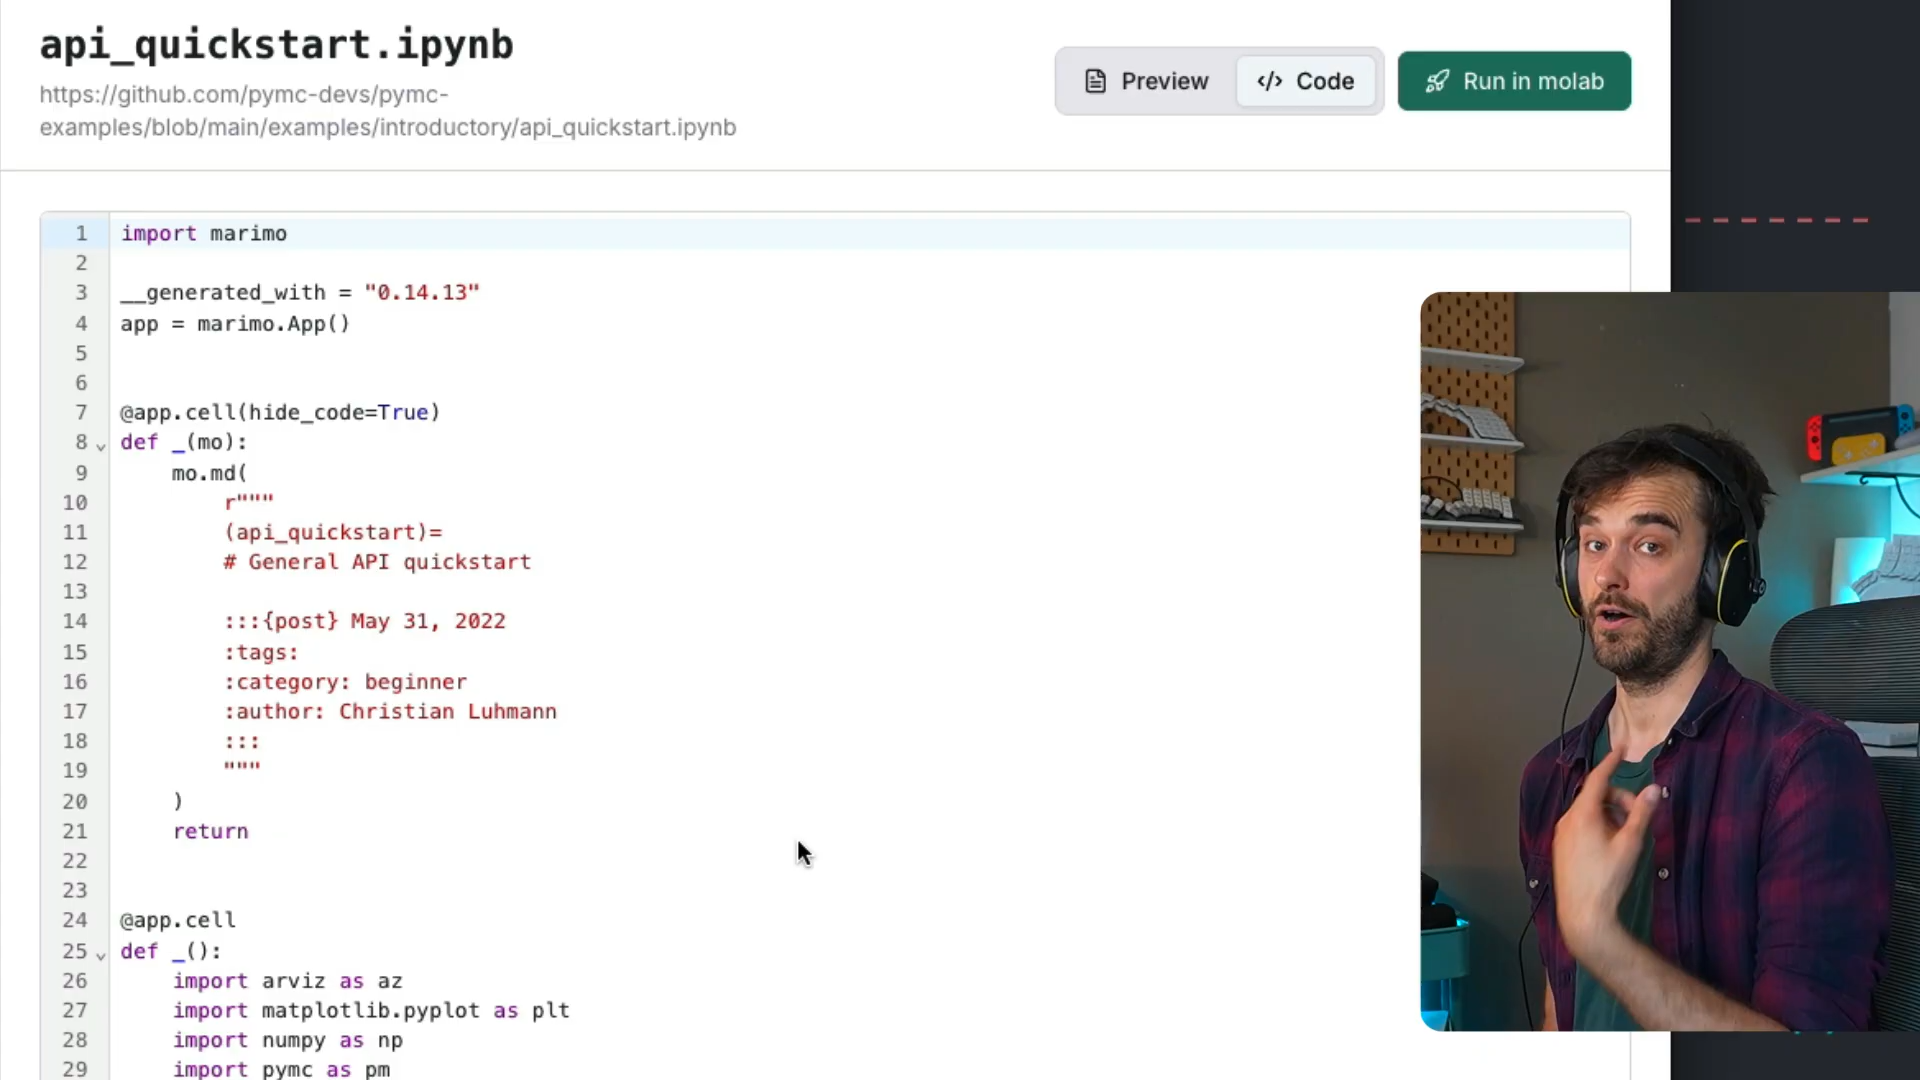 api_quickstart.ipynb
https://github.com/pymc-devs/pymc-
examples/blob/main/examples/introductory/api_quickstart.ipynb
Preview
</> Code
Run in molab
1 import marimo
2
3 __generated_with = "0.14.13"
4 app = marimo.App()
5
6
7 @app.cell(hide_code=True)
8 def _(mo):
9     mo.md(
10         r"""
11         (api_quickstart)=
12         # General API quickstart
13
14         :::{post} May 31, 2022
15         :tags:
16         :category: beginner
17         :author: Christian Luhmann
18         :::
19         """
20     )
21     return
22
23
24 @app.cell
25 def _():
26     import arviz as az
27     import matplotlib.pyplot as plt
28     import numpy as np
29     import pymc as pm